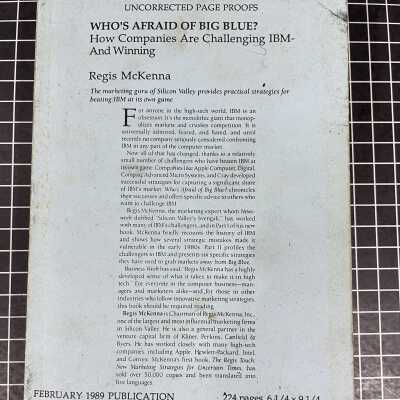 UNCORRECTED PAGE PROOFS
WHO'S AFRAID OF BIG BLUE?
How Companies Are Challenging IBM-
And Winning
Regis McKenna
The marketing guru of Silicon Valley provides practical strategies for
beating IBM at its own game
For anyone in the high-tech world, IBM is an
obsession. It's the monolithic giant that monop-
olizes markets and crushes competition. It is
universally admired, feared, and hated, and until
recently no company seriously considered confronting
IBM in any part of the computer market.
Now all of that has changed, thanks to a relatively
small number of challengers who have beaten IBM at
its own game. Companies like Apple Computer, Digital,
Compaq, Advanced Micro Systems, and Cray developed
successful strategies for capturing a significant share
of IBM's market. Who's Afraid of Big Blue? chronicles
their successes and offers specific advice to others who
want to challenge IBM.
Regis McKenna, the marketing expert whom News-
week dubbed "Silicon Valley's Svengali," has worked
with many of IBM's challengers, and in Part I of his new
book, McKenna briefly recounts the history of IBM
and shows how several strategic mistakes made it
vulnerable in the early 1980s. Part II profiles the
challengers to IBM and presents six specific strategies
they have used to grab markets away from Big Blue.
Business Week has said, "Regis McKenna has a highly
developed sense of what it takes to make it in high
tech." For everyone in the computer business—man-
agers and marketers alike—and for those in other
industries who follow innovative marketing strategies,
this book should be required reading.
Regis McKenna is Chairman of Regis McKenna, Inc.,
one of the largest and most influential marketing firms
in Silicon Valley. He is also a general partner in the
venture capital firm of Kliner, Perkins, Caufield &
Byers. He has worked closely with many high-tech
companies including Apple, Hewlett-Packard, Intel,
and Convex. McKenna's first book, The Regis Touch:
New Marketing Strategies for Uncertain Times, has
sold over 50,000 copies and been translated into
five languages.
FEBRUARY 1989 PUBLICATION
224 pages 6 1/4 x 9 1/4